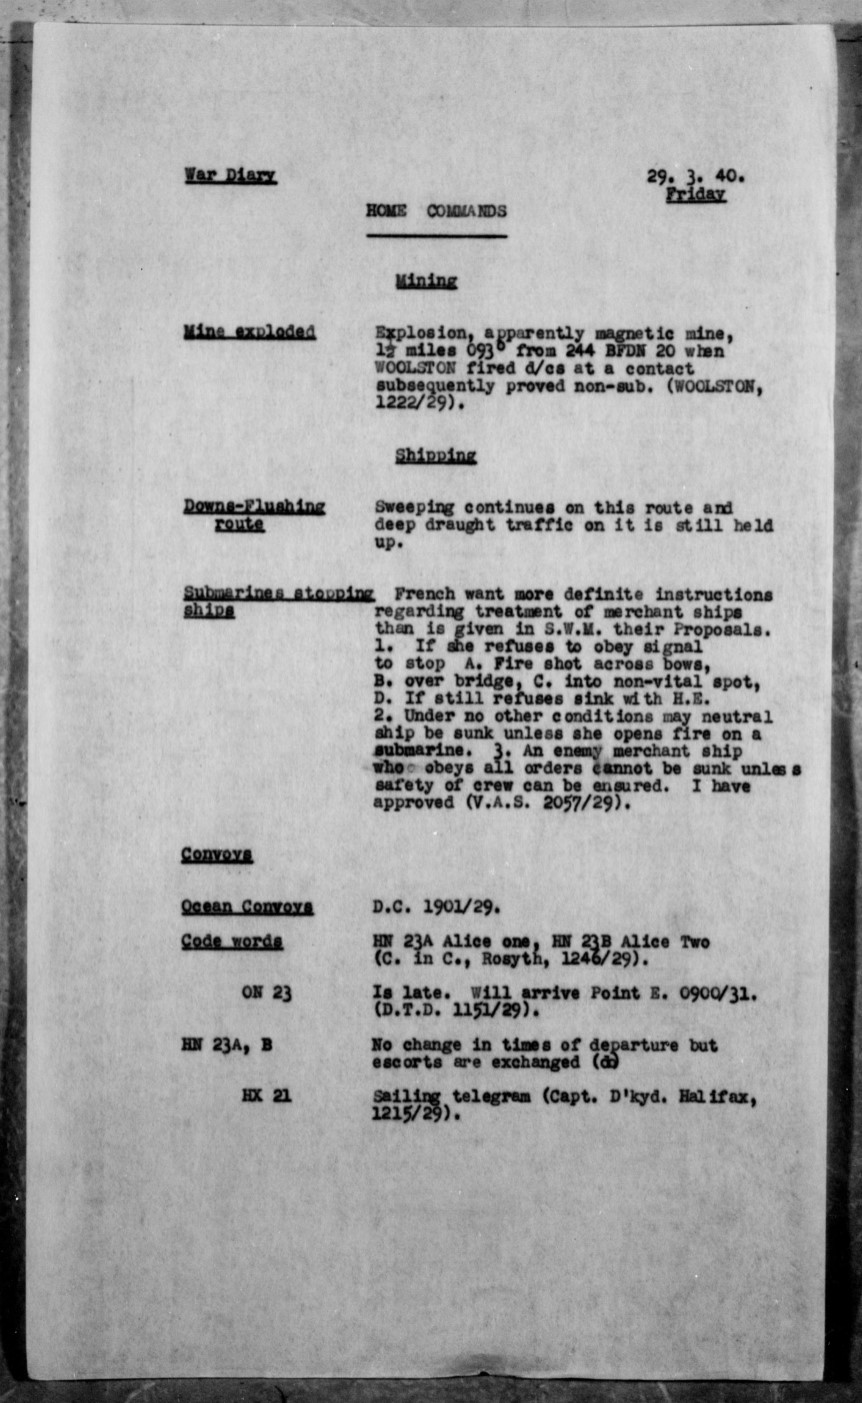 War Diary 29. 3. 40.
Friday
HOME COMMANDS
Mining
Mine exploded Explosion, apparently magnetic mine,
1½ miles 093° from 244 BFDN 20 when
WOOLSTON fired d/cs at a contact
subsequently proved non-sub. (WOOLSTON,
1222/29).
Shipping
Downs-Flushing Sweeping continues on this route and
route deep draught traffic on it is still held
up.
Submarines stopping French want more definite instructions
ships regarding treatment of merchant ships
than is given in S.W.M. their Proposals.
1. If she refuses to obey signal
to stop A. Fire shot across bows,
B. over bridge, C. into non-vital spot,
D. If still refuses sink with H.E.
2. Under no other conditions may neutral
ship be sunk unless she opens fire on a
submarine. 3. An enemy merchant ship
who obeys all orders cannot be sunk unless
safety of crew can be ensured. I have
approved (V.A.S. 2057/29).
Convoys
Ocean Convoys D.C. 1901/29.
Code words HN 23A Alice one, HN 23B Alice Two
(C. in C., Rosyth, 1246/29).
ON 23 Is late. Will arrive Point E. 0900/31.
(D.T.D. 1151/29).
HN 23A, B No change in times of departure but
escorts are exchanged (do)
HX 21 Sailing telegram (Capt. D'kyd. Halifax,
1215/29).